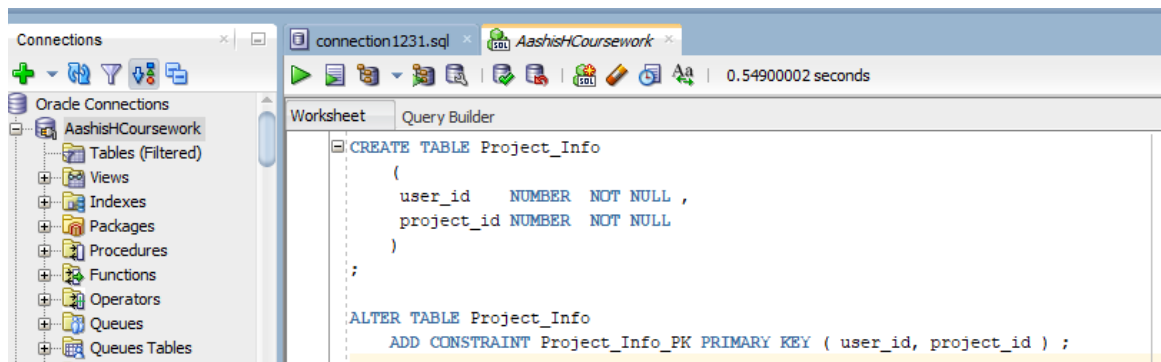 Connections
Oracle Connections
AashisHCoursework
Tables (Filtered)
Views
Indexes
Packages
Procedures
Functions
Operators
Queues
Queues Tables
connection1231.sql
AashisHCoursework
0.54900002 seconds
Worksheet Query Builder
CREATE TABLE Project_Info
(
user_id NUMBER NOT NULL ,
project_id NUMBER NOT NULL
)
;
ALTER TABLE Project_Info
ADD CONSTRAINT Project_Info_PK PRIMARY KEY ( user_id, project_id ) ;